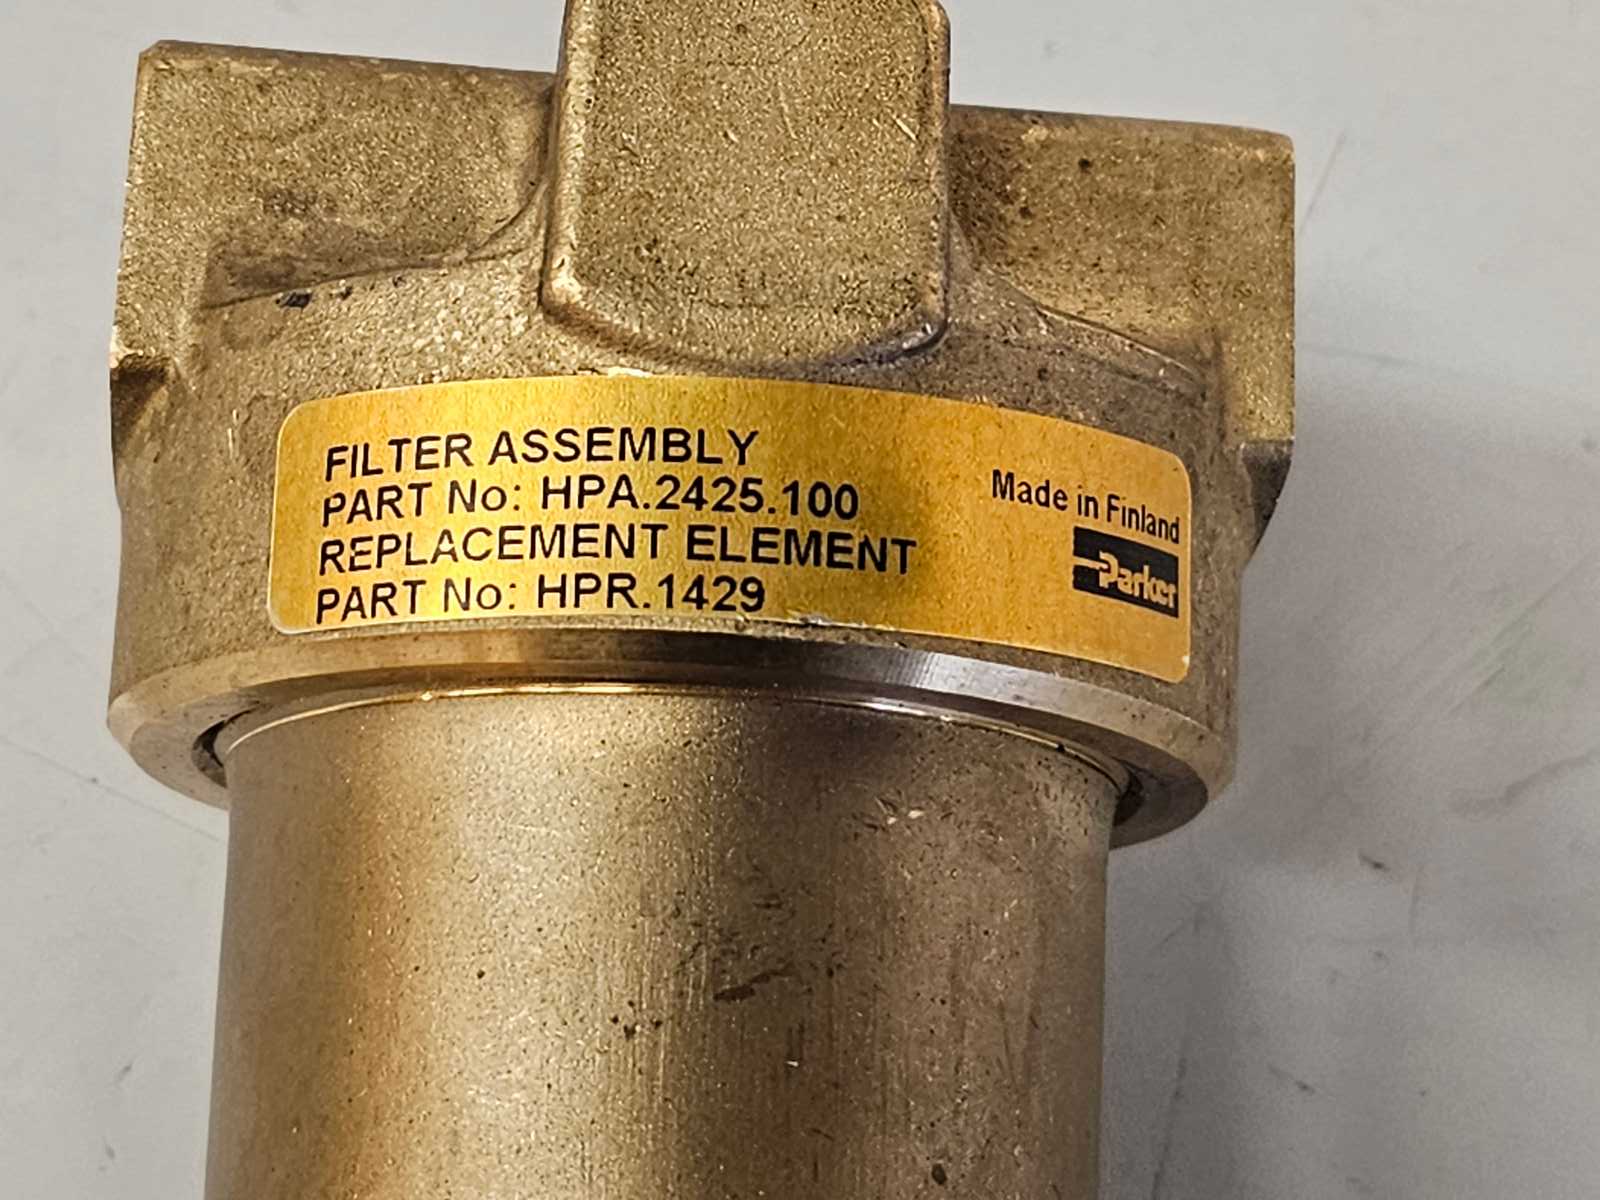 FILTER ASSEMBLY
PART No: HPA.2425.100
REPLACEMENT ELEMENT
PART No: HPR.1429
Made in Finland
Parker